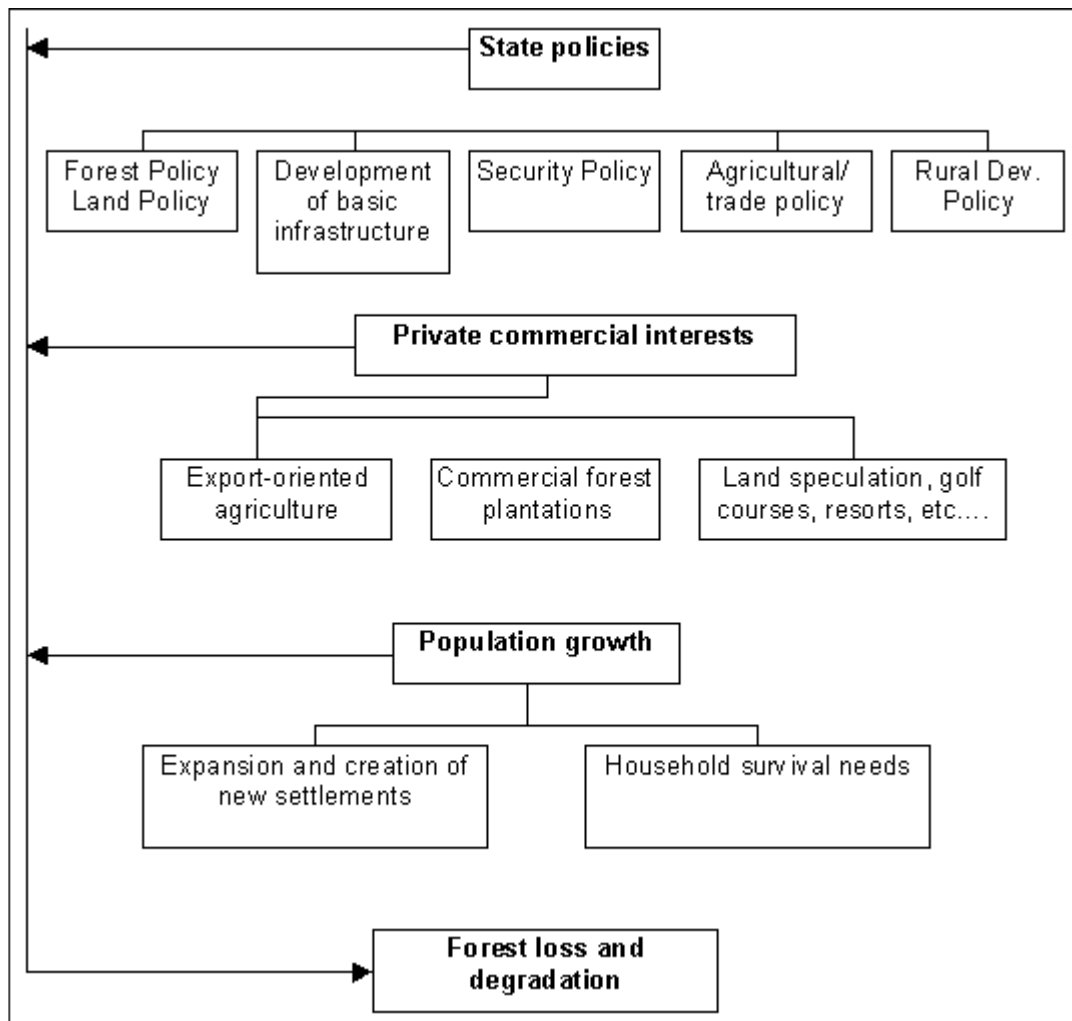 State policies
Forest Policy
Land Policy
Development
of basic
infrastructure
Security Policy
Agricultural/
trade policy
Rural Dev.
Policy
Private commercial interests
Export-oriented
agriculture
Commercial forest
plantations
Land speculation, golf
courses, resorts, etc....
Population growth
Expansion and creation of
new settlements
Household survival needs
Forest loss and
degradation